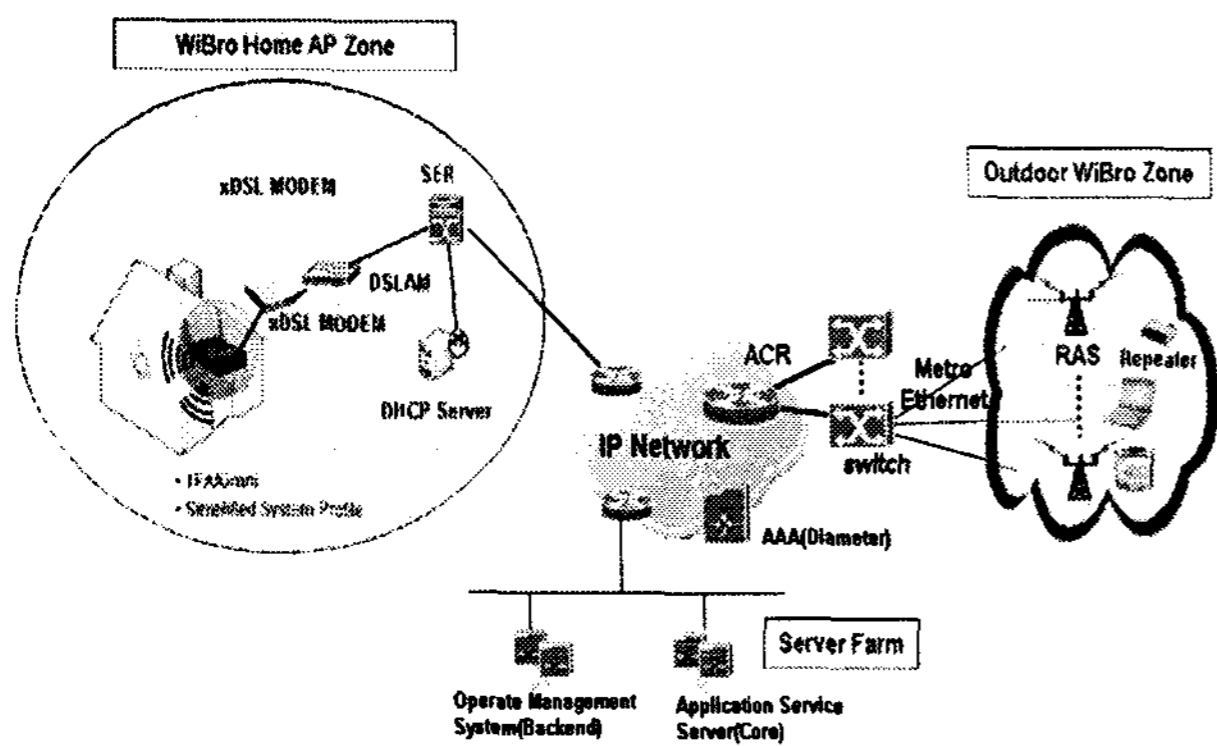 WiBro Home AP Zone
xDSL MODEM
SER
DSLAM
xDSL MODEM
DHCP Server
• Simplified System Profile
IP Network
ACR
switch
Metro
Ethernet
AAA(Diameter)
Outdoor WiBro Zone
RAS
Repeater
Server Farm
Operate Management
System(Backend)
Application Service
Server(Core)